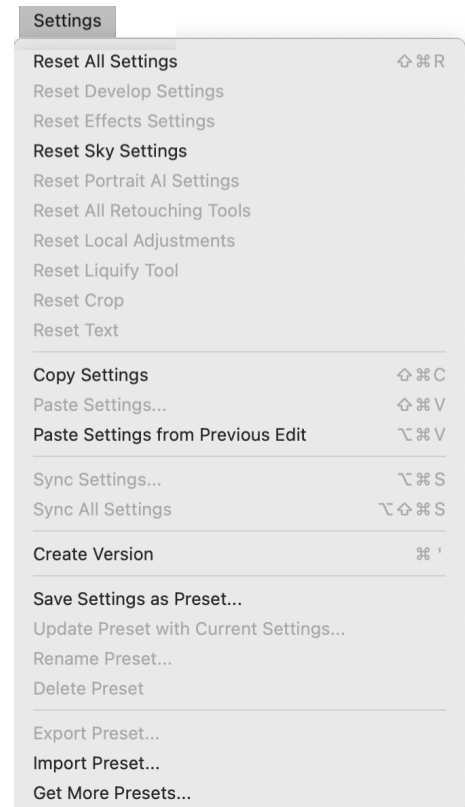 Settings
Reset All Settings ⇧⌘R
Reset Develop Settings
Reset Effects Settings
Reset Sky Settings
Reset Portrait AI Settings
Reset All Retouching Tools
Reset Local Adjustments
Reset Liquify Tool
Reset Crop
Reset Text
Copy Settings ⇧⌘C
Paste Settings... ⇧⌘V
Paste Settings from Previous Edit ⌥⌘V
Sync Settings... ⌥⌘S
Sync All Settings ⌥⇧⌘S
Create Version ⌘'
Save Settings as Preset...
Update Preset with Current Settings...
Rename Preset...
Delete Preset
Export Preset...
Import Preset...
Get More Presets...